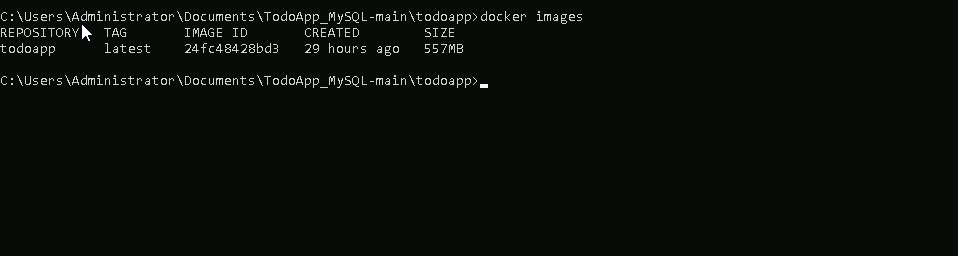 C:\Users\Administrator\Documents\TodoApp_MySQL-main\todoapp>docker images
REPOSITORY   TAG       IMAGE ID       CREATED        SIZE
todoapp      latest    24fc48428bd3   29 hours ago   557MB
C:\Users\Administrator\Documents\TodoApp_MySQL-main\todoapp>